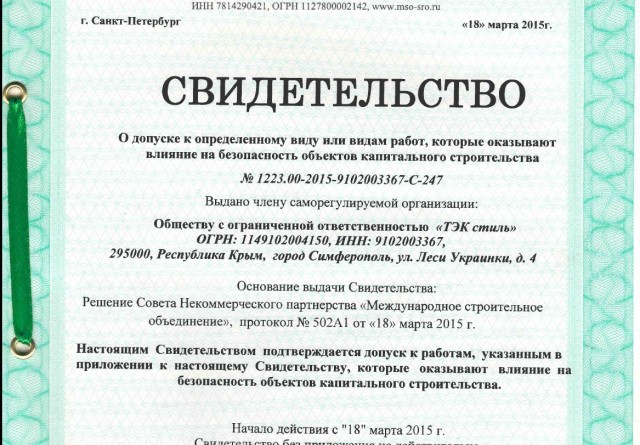 ИНН 7814290421, ОГРН 1127800002142, www.mso-sro.ru
г. Санкт-Петербург «18» марта 2015г.
СВИДЕТЕЛЬСТВО
О допуске к определенному виду или видам работ, которые оказывают
влияние на безопасность объектов капитального строительства
№ 1223.00-2015-9102003367-С-247
Выдано члену саморегулируемой организации:
Обществу с ограниченной ответственностью «ТЭК стиль»
ОГРН: 1149102004150, ИНН: 9102003367,
295000, Республика Крым, город Симферополь, ул. Леси Украинки, д. 4
Основание выдачи Свидетельства:
Решение Совета Некоммерческого партнерства «Международное строительное
объединение», протокол № 502А1 от «18» марта 2015 г.
Настоящим Свидетельством подтверждается допуск к работам, указанным в
приложении к настоящему Свидетельству, которые оказывают влияние на
безопасность объектов капитального строительства.
Начало действия с "18" марта 2015 г.
Свидетельство без приложения не действительно